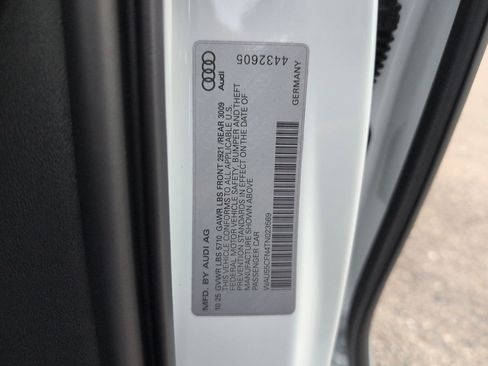 MFD. BY AUDI AG
10.25 GVWR LBS 5710 GAWR LBS FRONT 2921 /REAR 3009
THIS VEHICLE CONFORMS TO ALL APPLICABLE U.S.
FEDERAL MOTOR VEHICLE SAFETY, BUMPER AND THEFT
PREVENTION STANDARDS IN EFFECT ON THE DATE OF
MANUFACTURE SHOWN ABOVE.
PASSENGER CAR
WAUB5CFN4TN023569
Audi
4432605
GERMANY